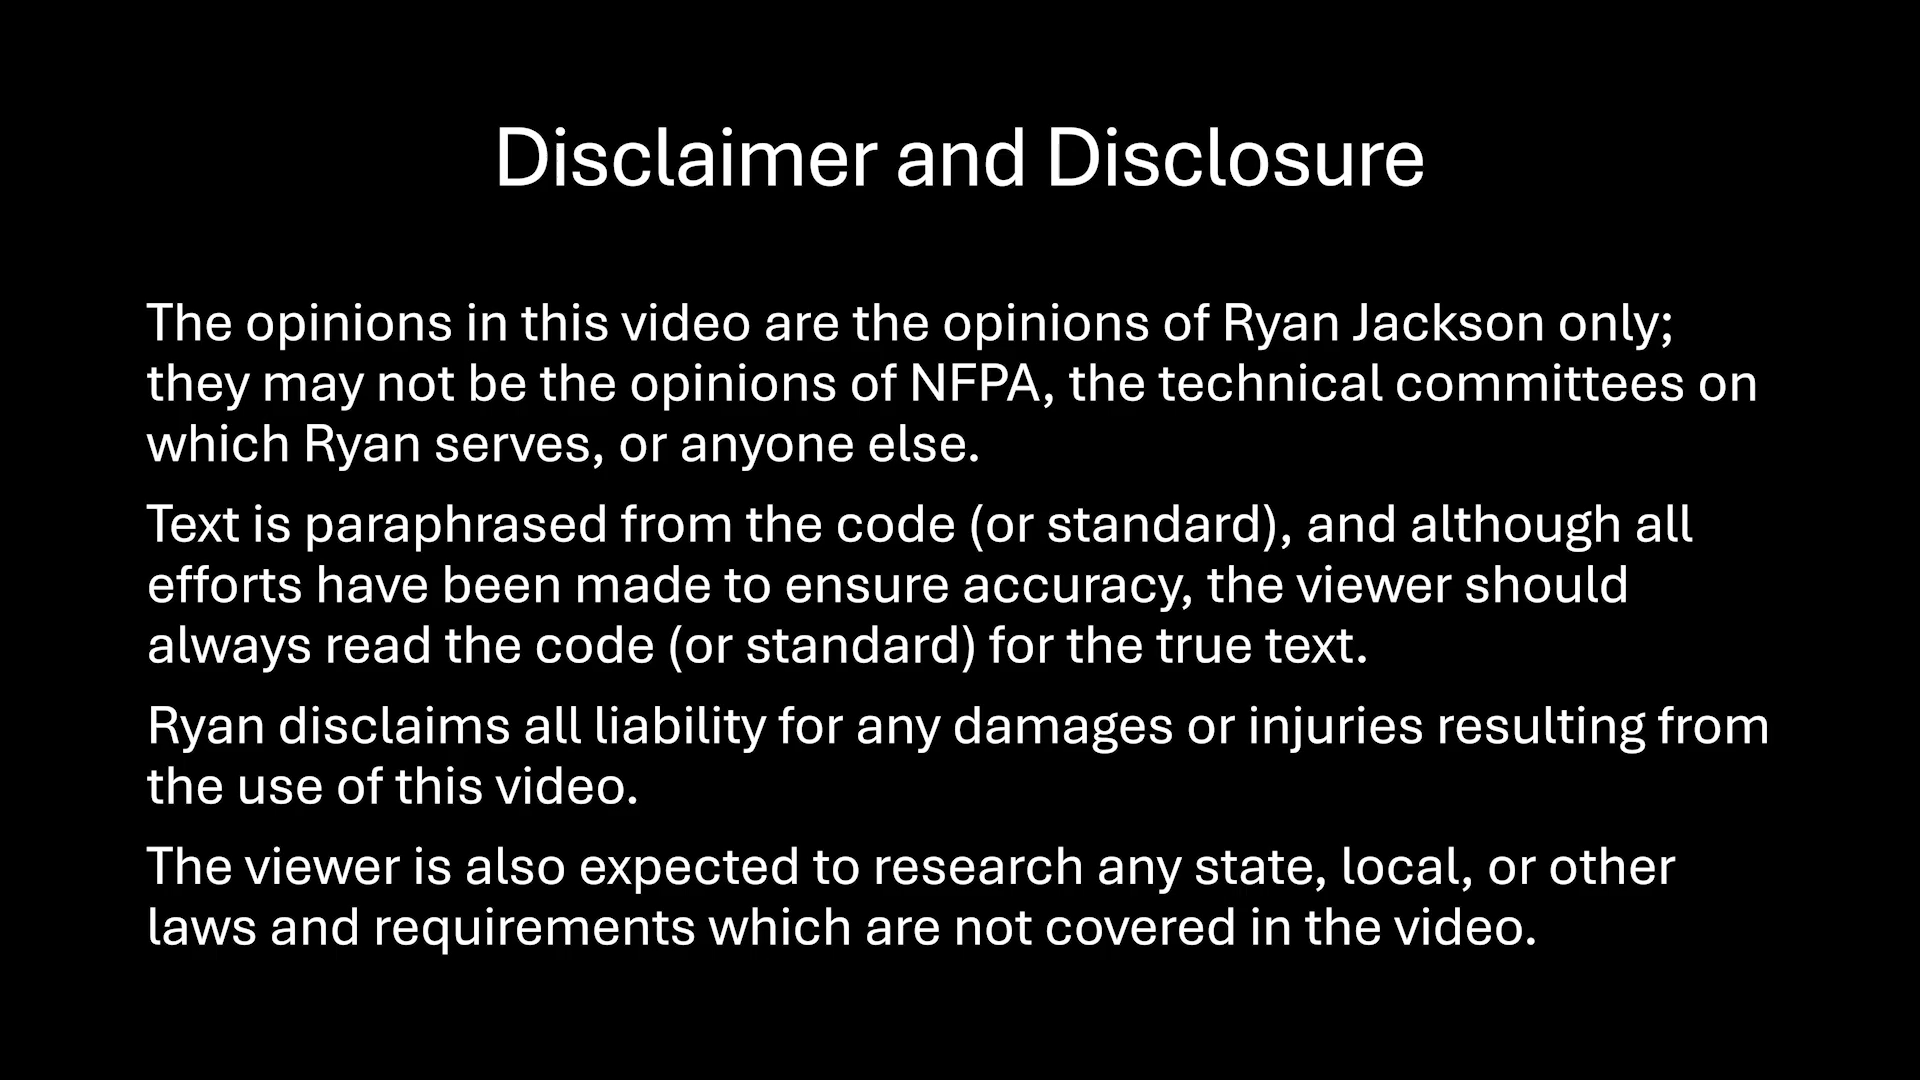 Disclaimer and Disclosure
The opinions in this video are the opinions of Ryan Jackson only;
they may not be the opinions of NFPA, the technical committees on
which Ryan serves, or anyone else.
Text is paraphrased from the code (or standard), and although all
efforts have been made to ensure accuracy, the viewer should
always read the code (or standard) for the true text.
Ryan disclaims all liability for any damages or injuries resulting from
the use of this video.
The viewer is also expected to research any state, local, or other
laws and requirements which are not covered in the video.